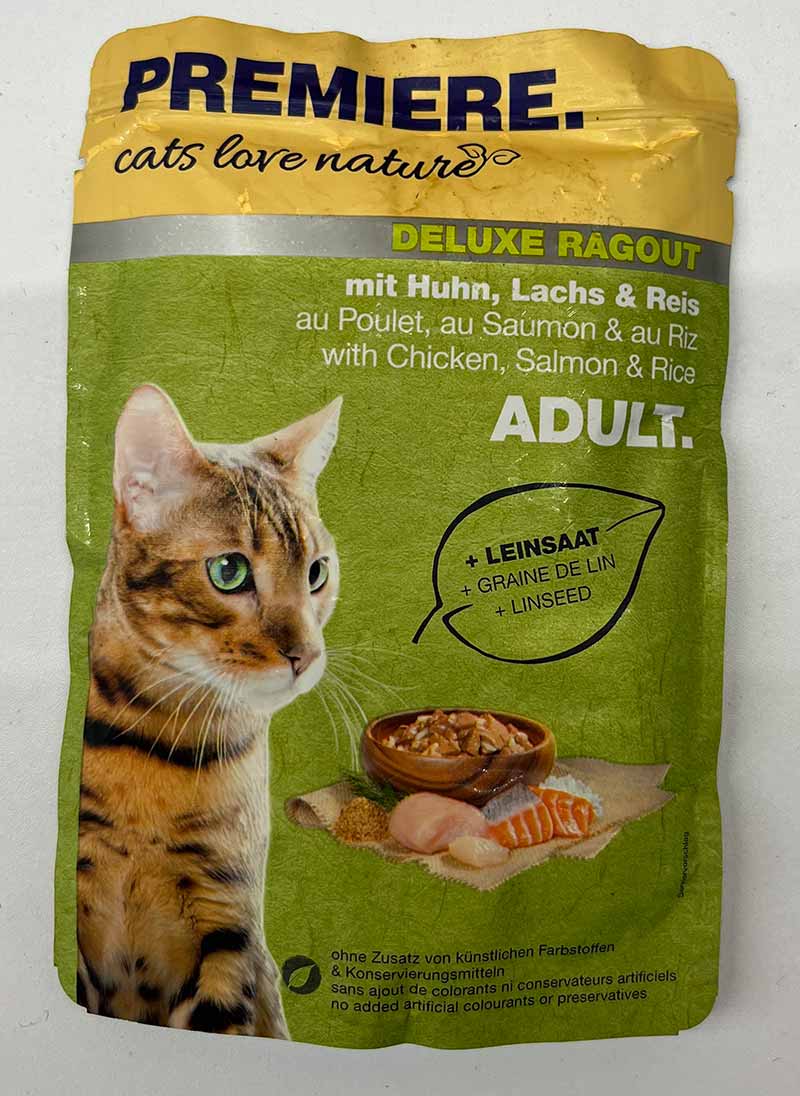 PREMIERE.
cats love nature
DELUXE RAGOUT
mit Huhn, Lachs & Reis
au Poulet, au Saumon & au Riz
with Chicken, Salmon & Rice
ADULT.
+ LEINSAAT
+ GRAINE DE LIN
+ LINSEED
Serviervorschlag
ohne Zusatz von künstlichen Farbstoffen
& Konservierungsmitteln
sans ajout de colorants ni conservateurs artificiels
no added artificial colourants or preservatives